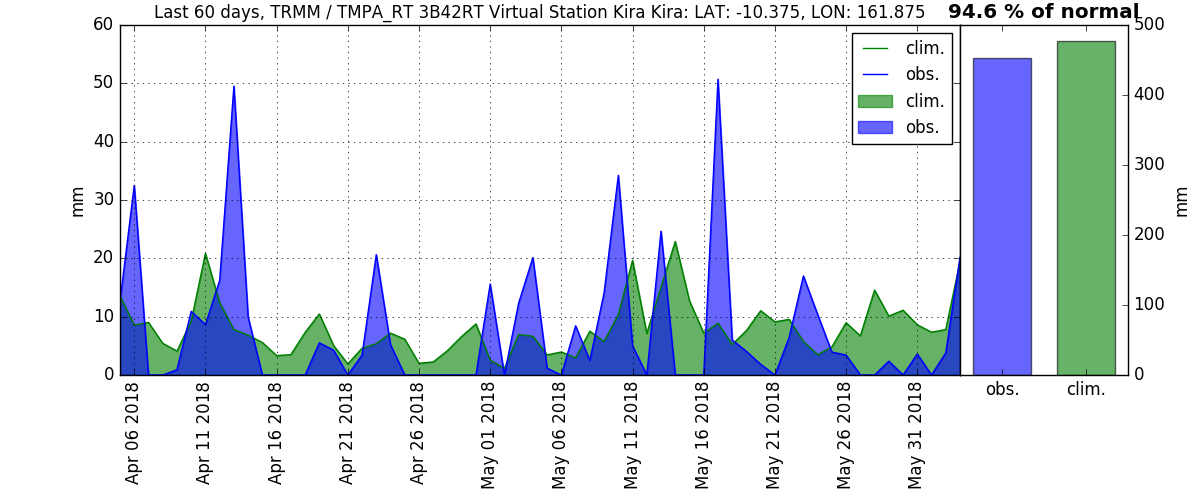 Last 60 days, TRMM / TMPA_RT 3B42RT Virtual Station Kira Kira: LAT: -10.375, LON: 161.875
94.6 % of normal
60
50
40
30
20
10
0
mm
clim.
obs.
clim.
obs.
500
400
300
200
100
0
mm
obs.
clim.
Apr 06 2018
Apr 11 2018
Apr 16 2018
Apr 21 2018
Apr 26 2018
May 01 2018
May 06 2018
May 11 2018
May 16 2018
May 21 2018
May 26 2018
May 31 2018